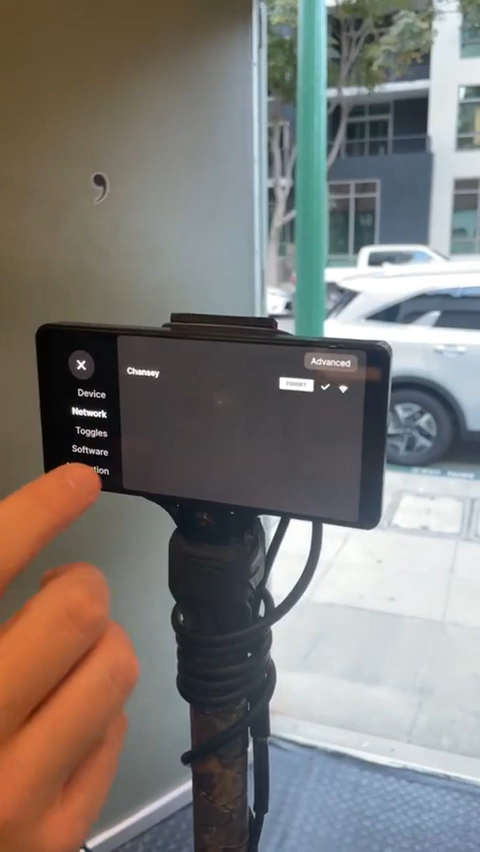 ,
Advanced
Chansey
FORGET
Device
Network
Toggles
Software